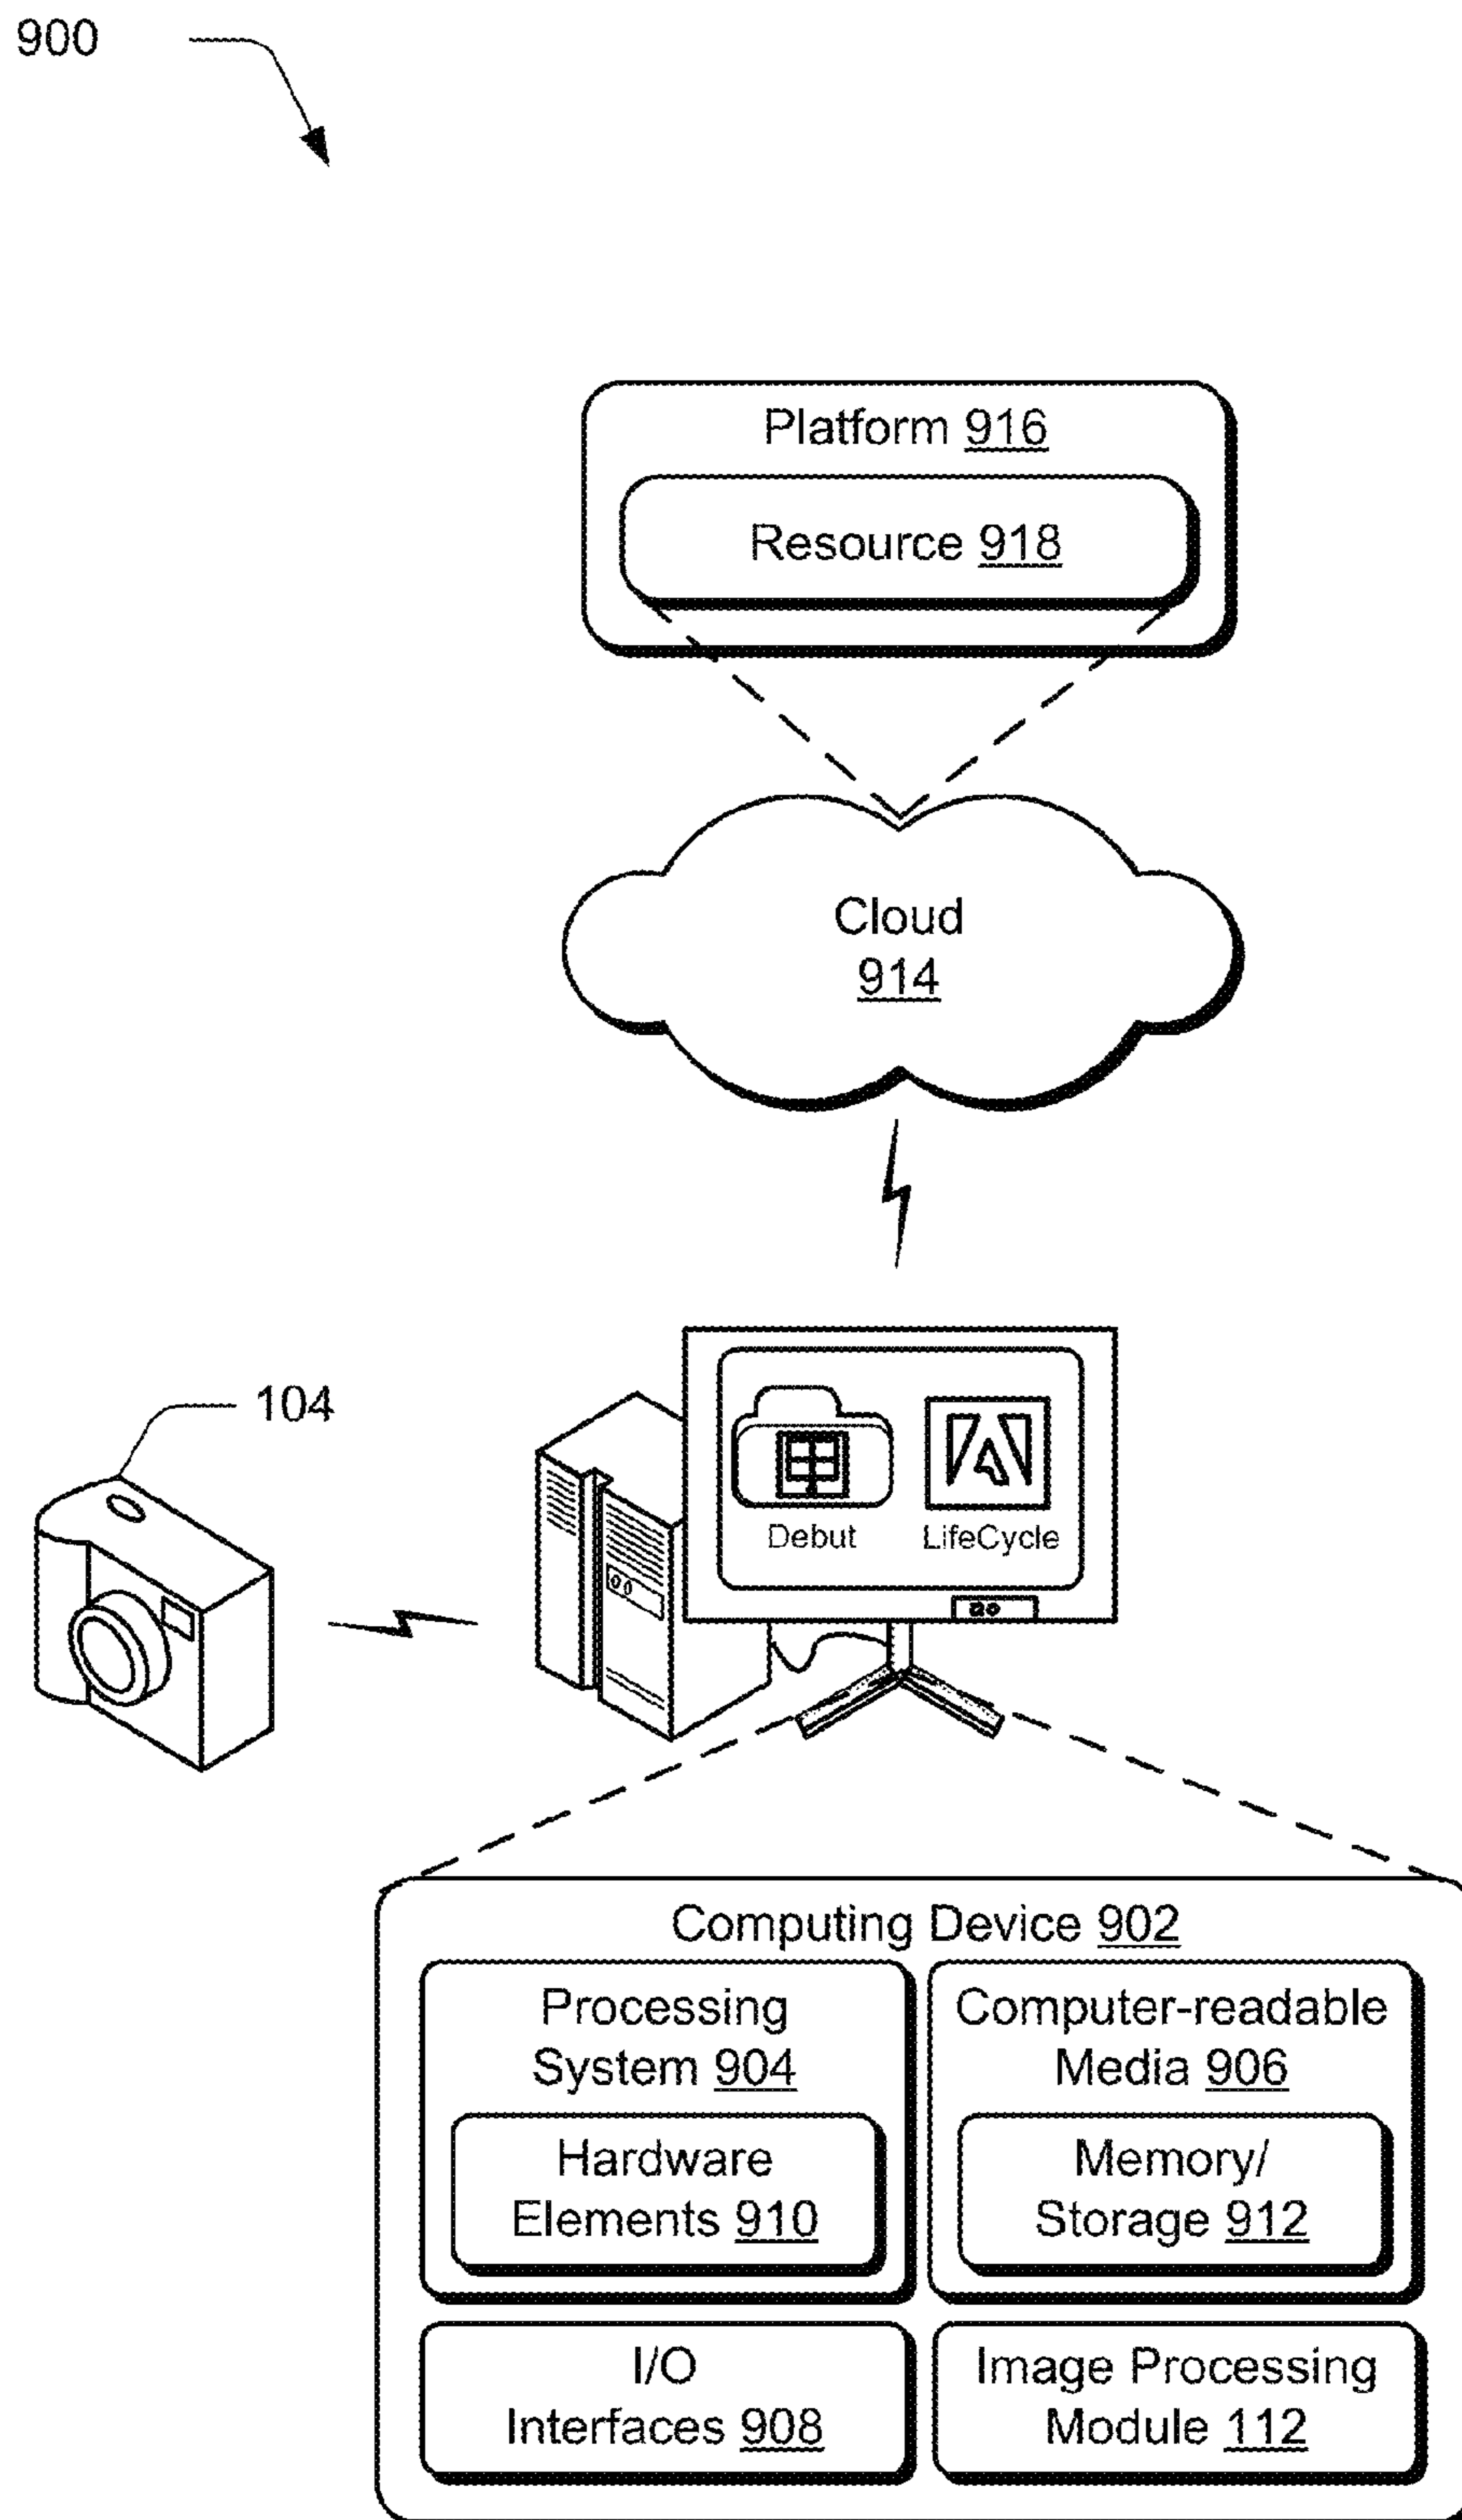 900
Platform 916
Resource 918
Cloud
914
104
Debut
LifeCycle
Computing Device 902
Processing
System 904
Hardware
Elements 910
Computer-readable
Media 906
Memory/
Storage 912
I/O
Interfaces 908
Image Processing
Module 112